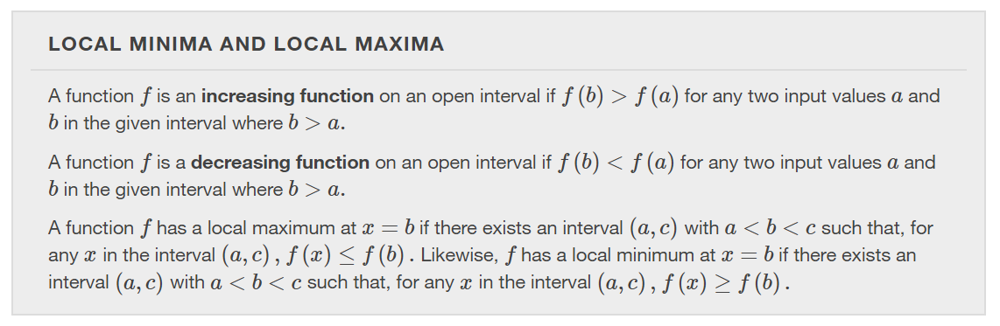 LOCAL MINIMA AND LOCAL MAXIMA
A function f is an increasing function on an open interval if f (b) > f (a) for any two input values a and
b in the given interval where b > a.
A function f is a decreasing function on an open interval if f (b) < f (a) for any two input values a and
b in the given interval where b > a.
A function f has a local maximum at x = b if there exists an interval (a, c) with a < b < c such that, for
any x in the interval (a, c) , f (x) ≤ f (b) . Likewise, f has a local minimum at x = b if there exists an
interval (a, c) with a < b < c such that, for any x in the interval (a, c) , f (x) ≥ f (b) .